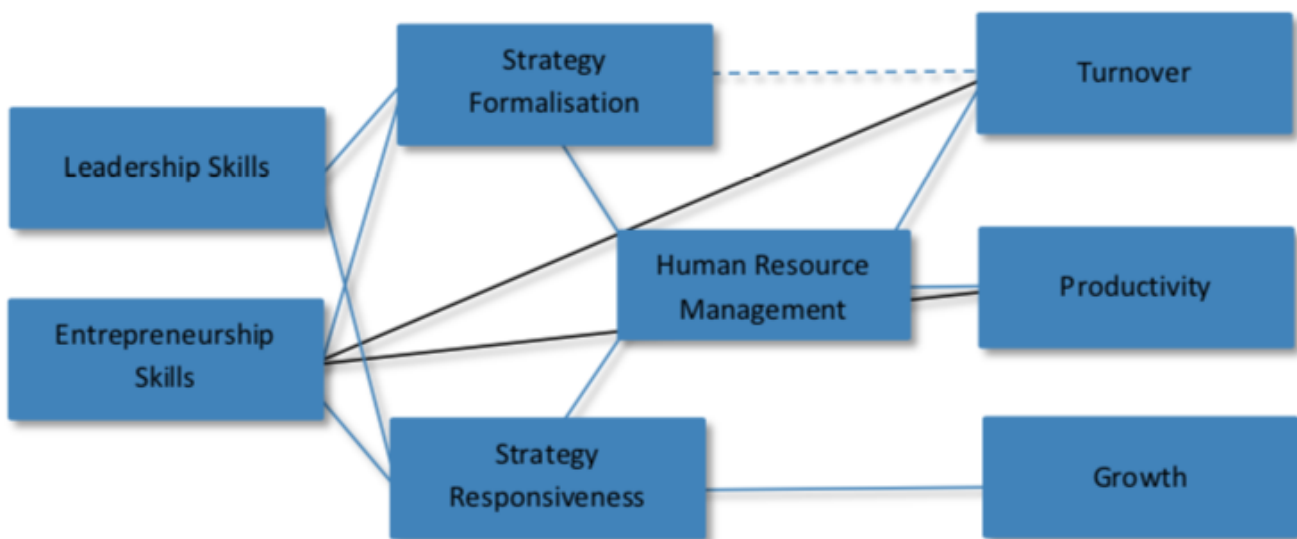 Strategy
Formalisation
Turnover
Leadership Skills
Human Resource
Management
Productivity
Entrepreneurship
Skills
Strategy
Responsiveness
Growth